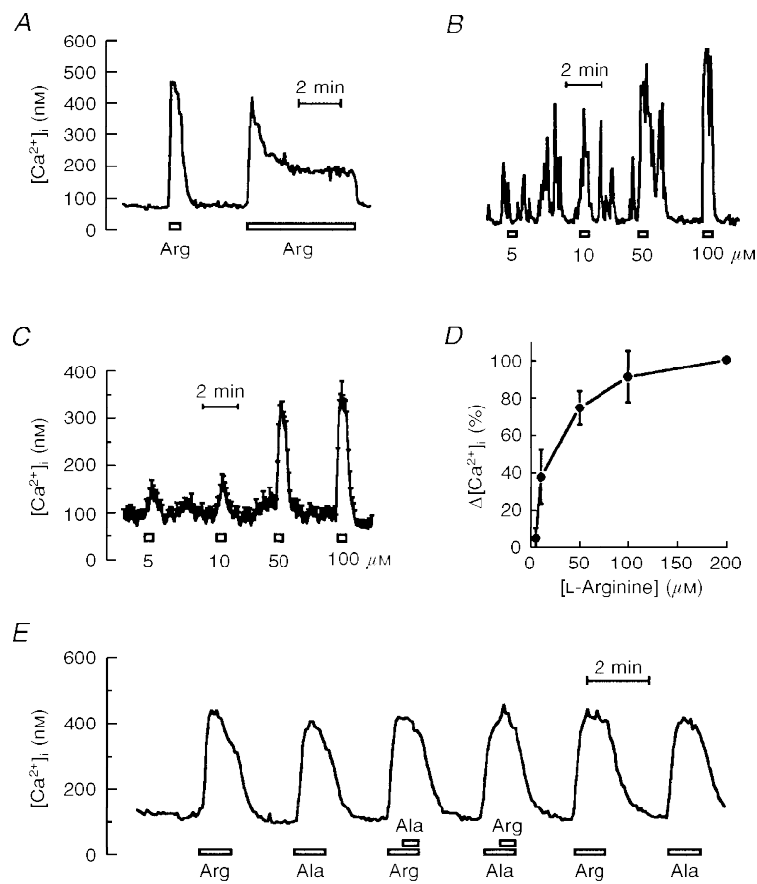 A
B
600
500
400
300
200
100
0
[Ca²⁺]ᵢ (nM)
2 min
Arg
Arg
2 min
5
10
50
100 μM
C
D
400
300
200
100
0
[Ca²⁺]ᵢ (nM)
2 min
5
10
50
100 μM
100
80
60
40
20
0
Δ[Ca²⁺]ᵢ (%)
0
50
100
150
200
[L-Arginine] (μM)
E
600
400
200
0
[Ca²⁺]ᵢ (nM)
2 min
Ala
Arg
Arg
Ala
Arg
Ala
Arg
Ala